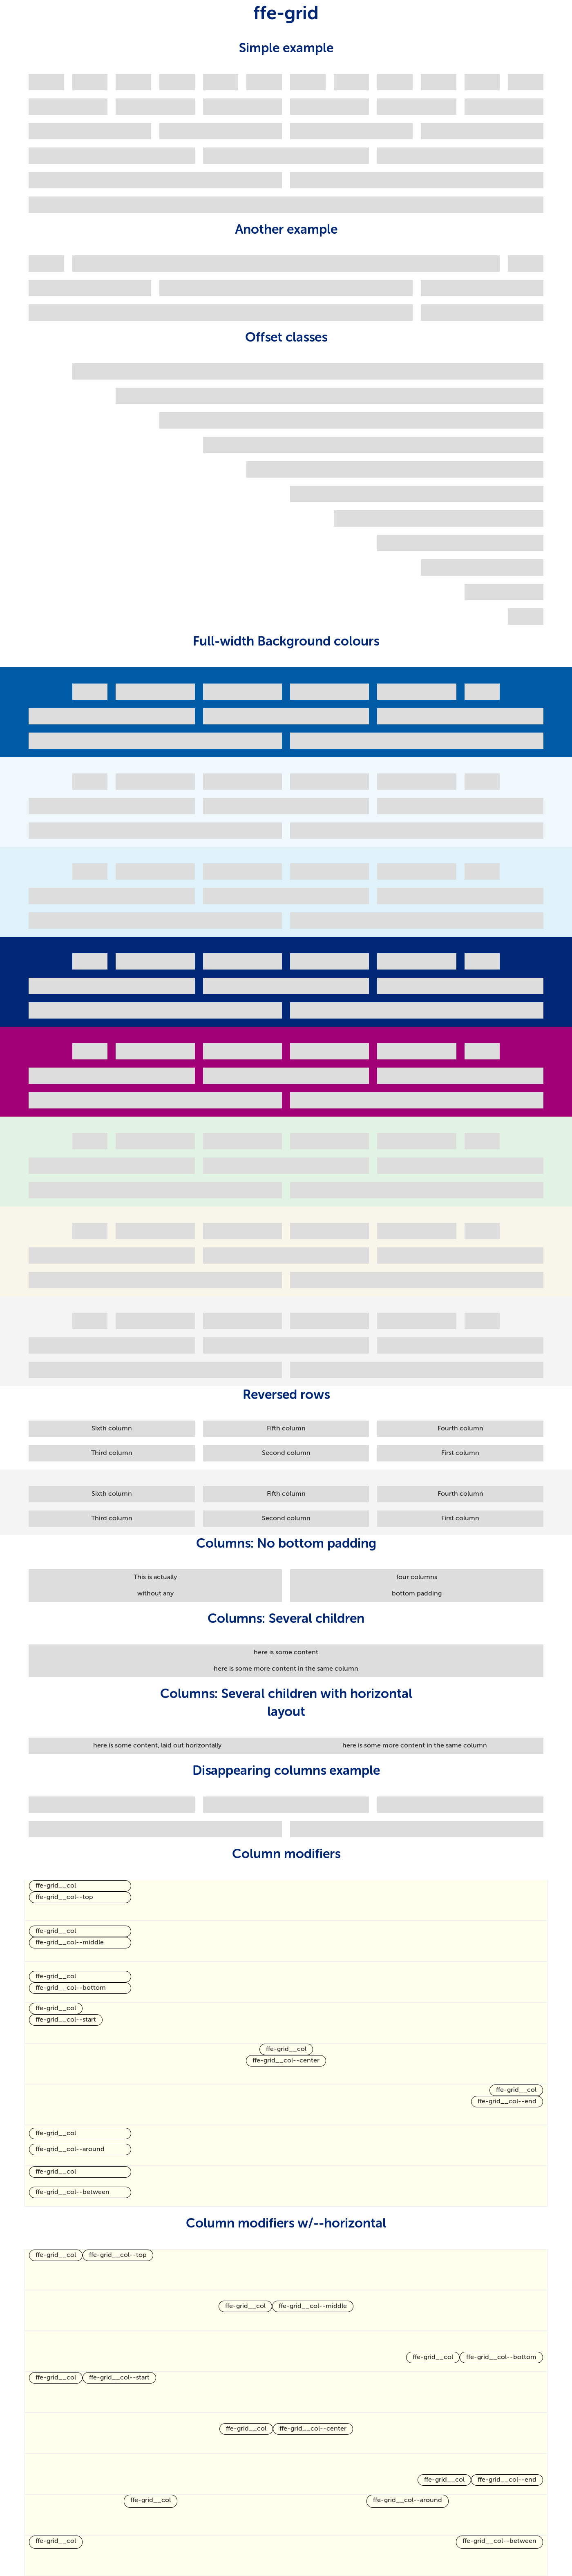 ffe-grid
Simple example
Another example
Offset classes
Full-width Background colours
Reversed rows
Sixth column Fifth column Fourth column
Third column Second column First column
Sixth column Fifth column Fourth column
Third column Second column First column
Columns: No bottom padding
This is actually four columns
without any bottom padding
Columns: Several children
here is some content
here is some more content in the same column
Columns: Several children with horizontal
layout
here is some content, laid out horizontally here is some more content in the same column
Disappearing columns example
Column modifiers
ffe-grid__col
ffe-grid__col--top
ffe-grid__col
ffe-grid__col--middle
ffe-grid__col
ffe-grid__col--bottom
ffe-grid__col
ffe-grid__col--start
ffe-grid__col
ffe-grid__col--center
ffe-grid__col
ffe-grid__col--end
ffe-grid__col
ffe-grid__col--around
ffe-grid__col
ffe-grid__col--between
Column modifiers w/--horizontal
ffe-grid__col ffe-grid__col--top
ffe-grid__col ffe-grid__col--middle
ffe-grid__col ffe-grid__col--bottom
ffe-grid__col ffe-grid__col--start
ffe-grid__col ffe-grid__col--center
ffe-grid__col ffe-grid__col--end
ffe-grid__col ffe-grid__col--around
ffe-grid__col ffe-grid__col--between